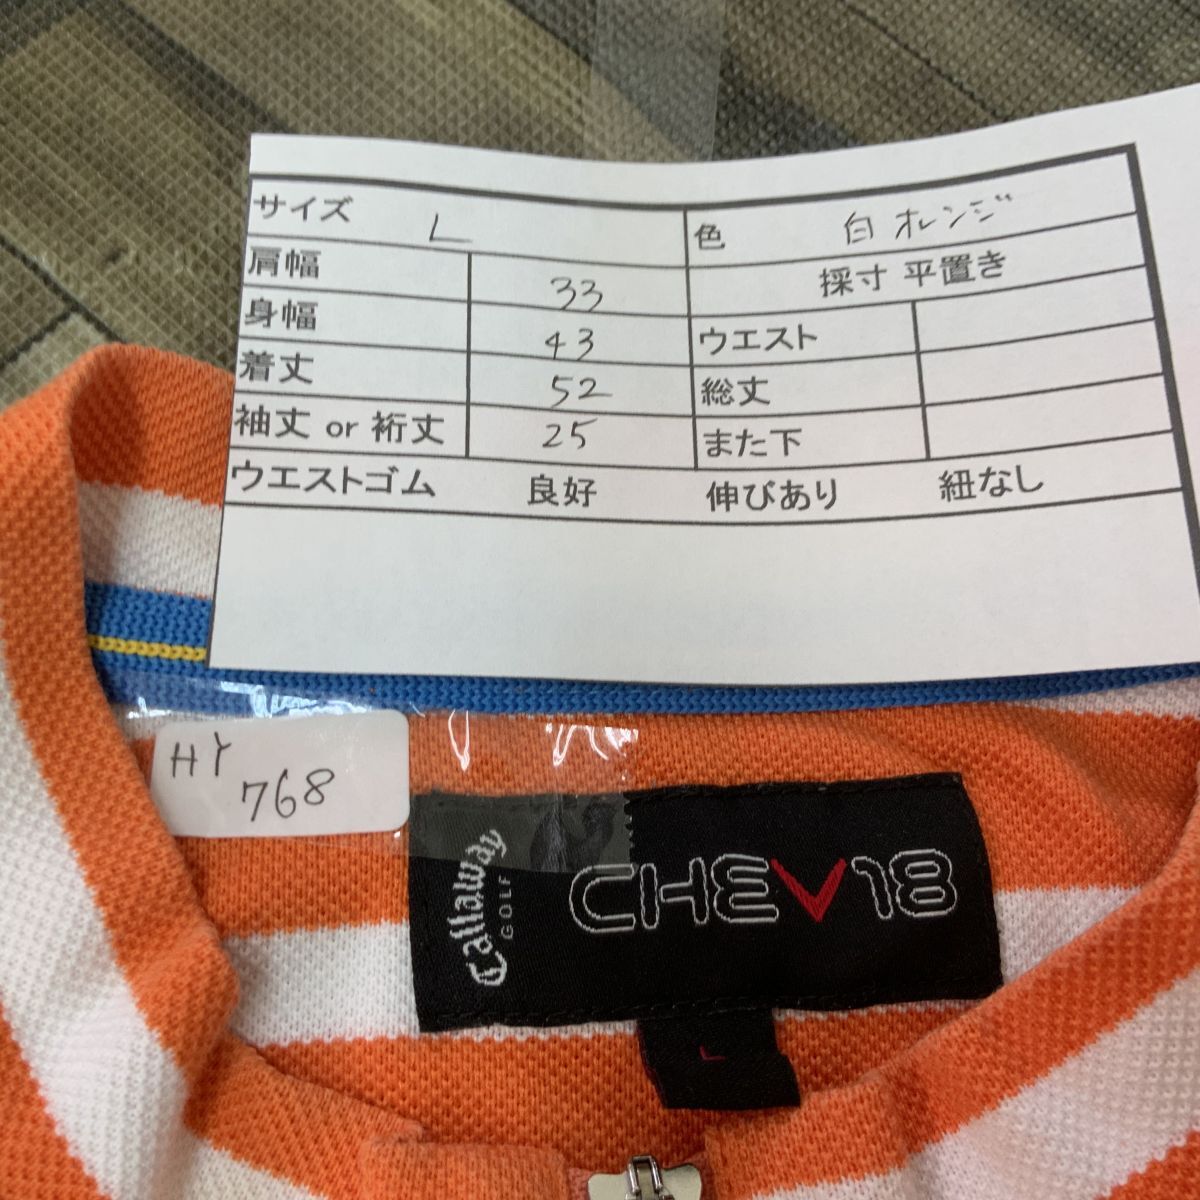 サイズ L 色 白オレンジ
肩幅 33 採寸 平置き
身幅 43 ウエスト
着丈 52 総丈
袖丈 or 裄丈 25 また下
ウエストゴム 良好 伸びあり 紐なし
HY
768
Callaway
GOLF
CHEV18
L